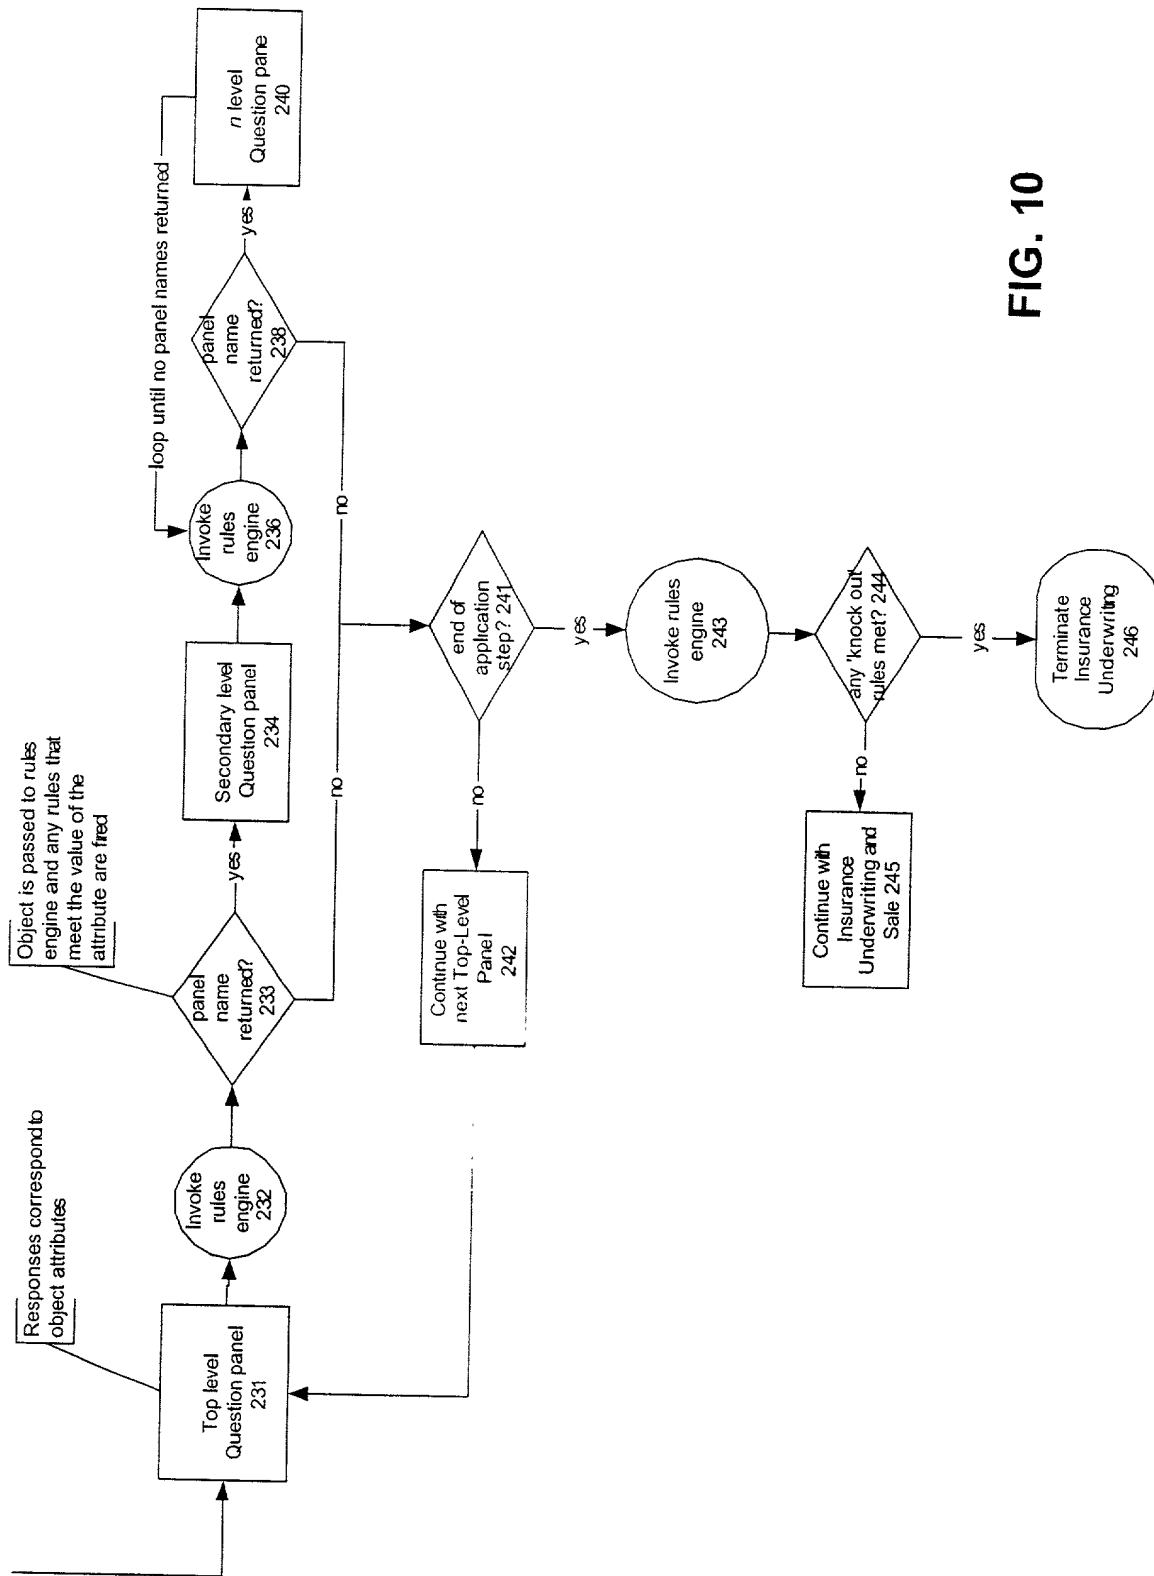 Responses correspond to
object attributes
Object is passed to rules
engine and any rules that
meet the value of the
attribute are fired
loop until no panel names returned
Top level
Question panel
231
Invoke
rules
engine
232
panel
name
returned?
233
yes
no
Secondary level
Question panel
234
Invoke
rules
engine
236
panel
name
returned?
238
yes
no
n level
Question pane
240
end of
application
step? 241
no
yes
Continue with
next Top-Level
Panel
242
Invoke rules
engine
243
any 'knock out'
rules met? 244
no
yes
Continue with
Insurance
Underwriting and
Sale 245
Terminate
Insurance
Underwriting
246
FIG. 10